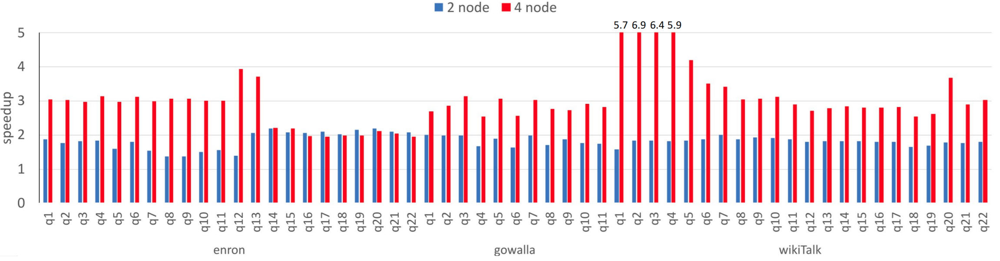 2 node 4 node
5.7 6.9 6.4 5.9
5
4
3
2
1
0
speedup
q1 q2 q3 q4 q5 q6 q7 q8 q9 q10 q11 q12 q13 q14 q15 q16 q17 q18 q19 q20 q21 q22 q1 q2 q3 q4 q5 q6 q7 q8 q9 q10 q11 q1 q2 q3 q4 q5 q6 q7 q8 q9 q10 q11 q12 q13 q14 q15 q16 q17 q18 q19 q20 q21 q22
enron gowalla wikiTalk